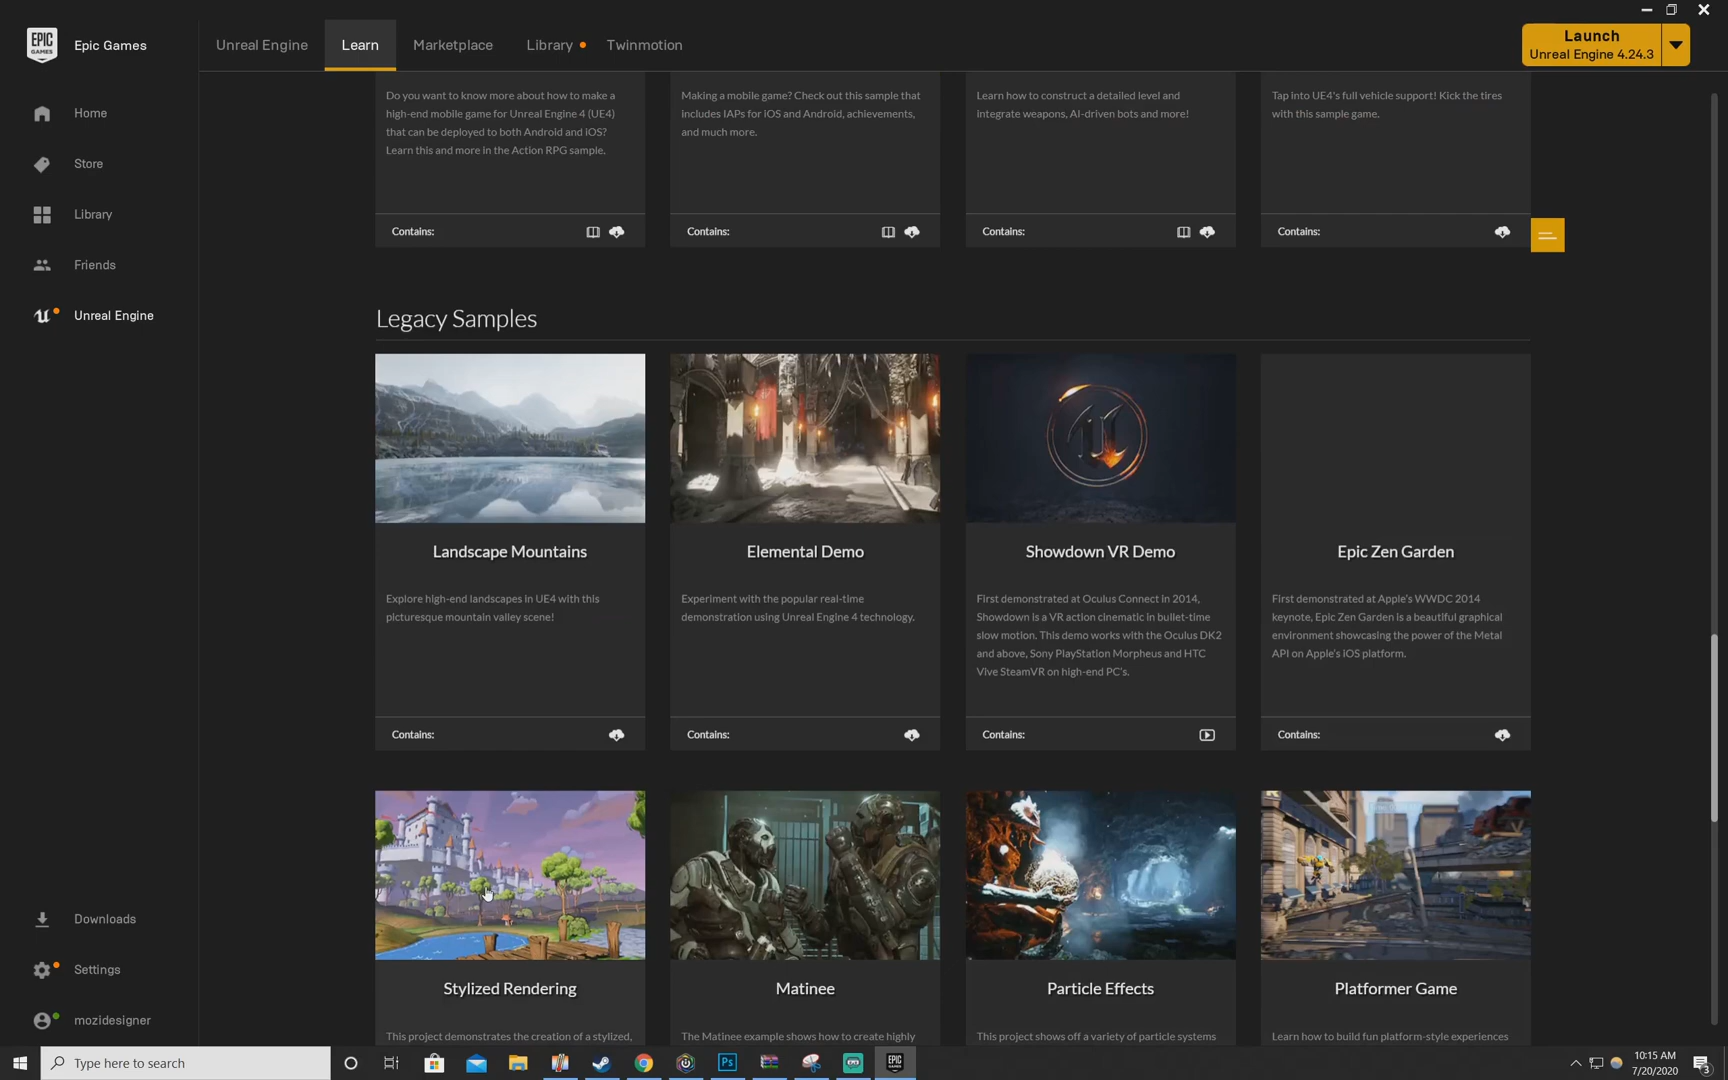 EPIC
GAMES
Epic Games
Unreal Engine
Learn
Marketplace
Library
Twinmotion
Launch
Unreal Engine 4.24.3
Home
Store
Library
Friends
Unreal Engine
Do you want to know more about how to make a
high-end mobile game for Unreal Engine 4 (UE4)
that can be deployed to both Android and iOS?
Learn this and more in the Action RPG sample.
Making a mobile game? Check out this sample that
includes IAPs for iOS and Android, achievements,
and much more.
Learn how to construct a detailed level and
integrate weapons, AI-driven bots and more!
Tap into UE4's full vehicle support! Kick the tires
with this sample game.
Contains:
Contains:
Contains:
Contains:
Legacy Samples
Landscape Mountains
Explore high-end landscapes in UE4 with this
picturesque mountain valley scene!
Contains:
Elemental Demo
Experiment with the popular real-time
demonstration using Unreal Engine 4 technology.
Contains:
Showdown VR Demo
First demonstrated at Oculus Connect in 2014,
Showdown is a VR action cinematic in bullet-time
slow motion. This demo works with the Oculus DK2
and above, Sony PlayStation Morpheus and HTC
Vive SteamVR on high-end PC's.
Contains:
Epic Zen Garden
First demonstrated at Apple's WWDC 2014
keynote, Epic Zen Garden is a beautiful graphical
environment showcasing the power of the Metal
API on Apple's iOS platform.
Contains:
Stylized Rendering
This project demonstrates the creation of a stylized,
Matinee
The Matinee example shows how to create highly
Particle Effects
This project shows off a variety of particle systems
Platformer Game
Learn how to build fun platform-style experiences
Downloads
Settings
mozidesigner
Type here to search
Ps
EPIC
GAMES
10:15 AM
7/20/2020
3